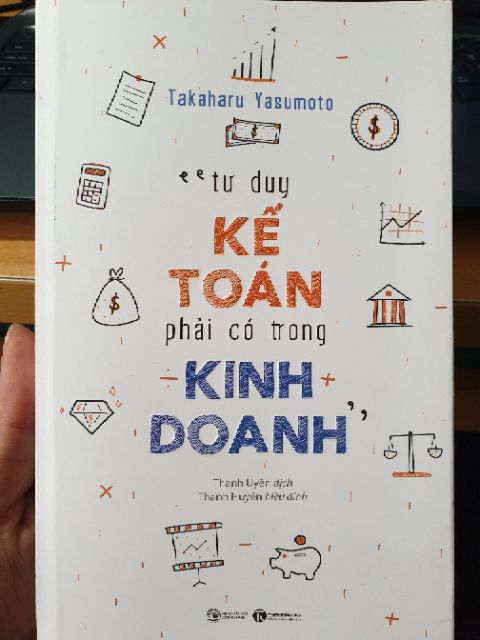 Takaharu Yasumoto
“tư duy
KẾ
TOÁN
phải có trong
KINH
DOANH”
Thanh Uyên dịch
Thanh Huyền hiệu đính